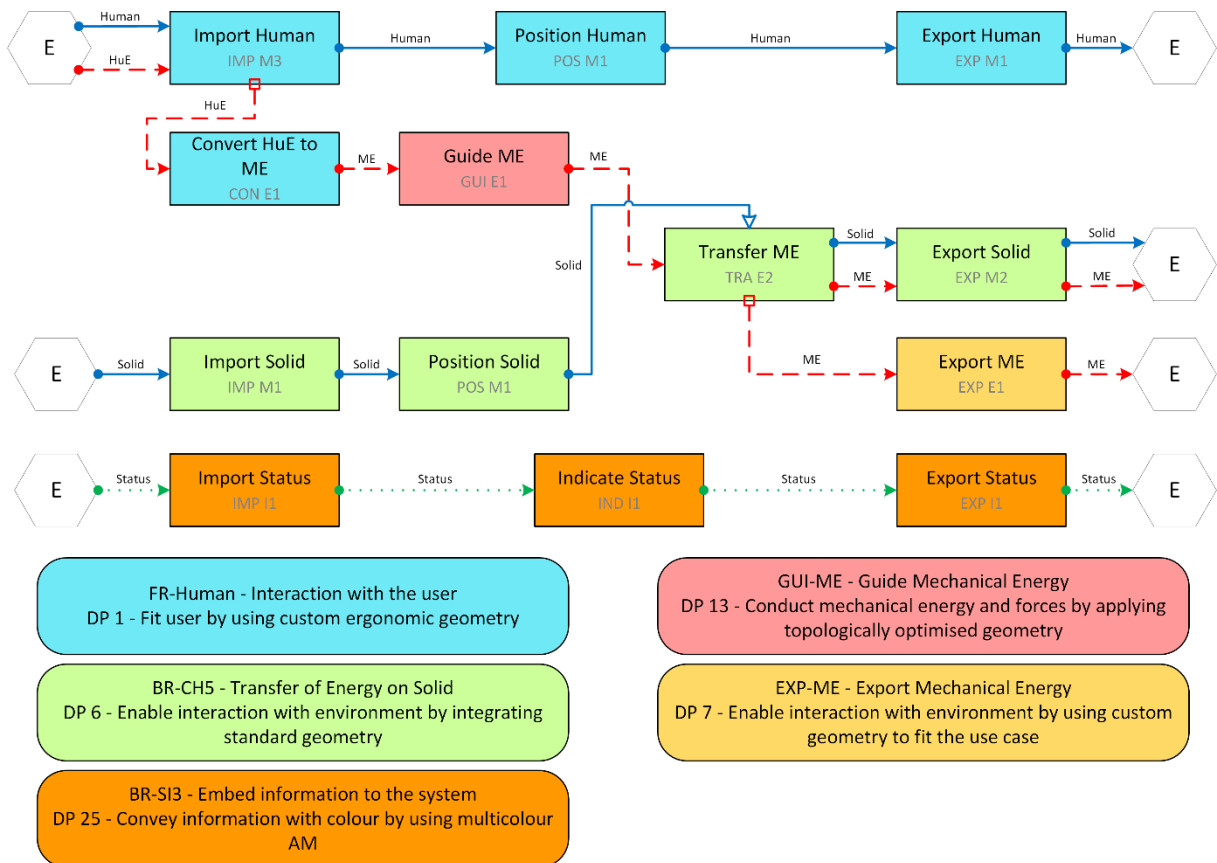 Human
E
HuE
Import Human
IMP M3
Human
Position Human
POS M1
Human
Export Human
EXP M1
Human
E
HuE
Convert HuE to
ME
CON E1
ME
Guide ME
GUI E1
ME
Solid
Transfer ME
TRA E2
Solid
ME
Export Solid
EXP M2
Solid
ME
E
E
Solid
Import Solid
IMP M1
Solid
Position Solid
POS M1
ME
Export ME
EXP E1
ME
E
E
Status
Import Status
IMP I1
Status
Indicate Status
IND I1
Status
Export Status
EXP I1
Status
E
FR-Human - Interaction with the user
DP 1 - Fit user by using custom ergonomic geometry
GUI-ME - Guide Mechanical Energy
DP 13 - Conduct mechanical energy and forces by applying
topologically optimised geometry
BR-CH5 - Transfer of Energy on Solid
DP 6 - Enable interaction with environment by integrating
standard geometry
EXP-ME - Export Mechanical Energy
DP 7 - Enable interaction with environment by using custom
geometry to fit the use case
BR-SI3 - Embed information to the system
DP 25 - Convey information with colour by using multicolour
AM